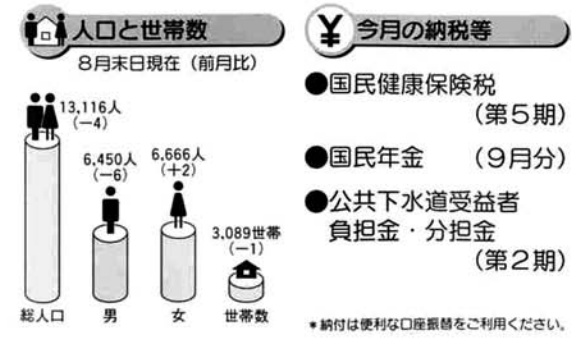 人口と世帯数
8月末日現在（前月比）
13,116人
（−4）
6,450人
（−6）
6,666人
（＋2）
3,089世帯
（−1）
総人口
男
女
世帯数
¥ 今月の納税等
●国民健康保険税
（第5期）
●国民年金　（9月分）
●公共下水道受益者
負担金・分担金
（第2期）
＊納付は便利な口座振替をご利用ください。